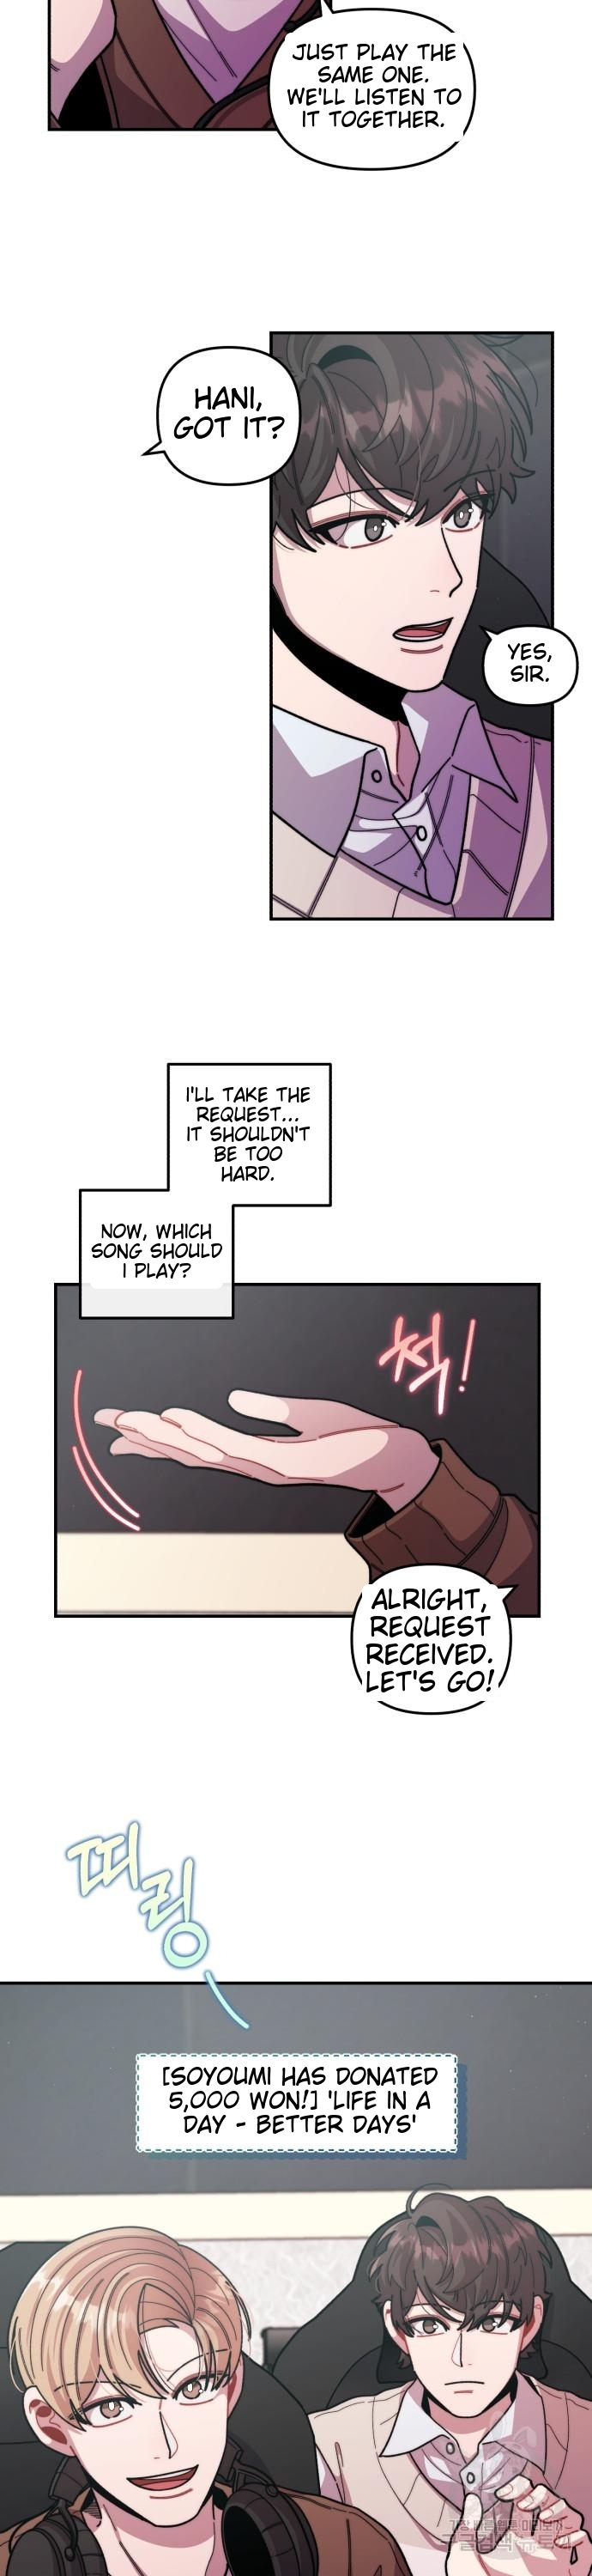 JUST PLAY THE
SAME ONE.
WE'LL LISTEN TO
IT TOGETHER.
HANI,
GOT IT?
YES,
SIR.
I'LL TAKE THE
REQUEST...
IT SHOULDN'T
BE TOO
HARD.
NOW, WHICH
SONG SHOULD
I PLAY?
척!
ALRIGHT,
REQUEST
RECEIVED.
LET'S GO!
띠링
[SOYOUMI HAS DONATED
5,000 WON!] 'LIFE IN A
DAY - BETTER DAYS'